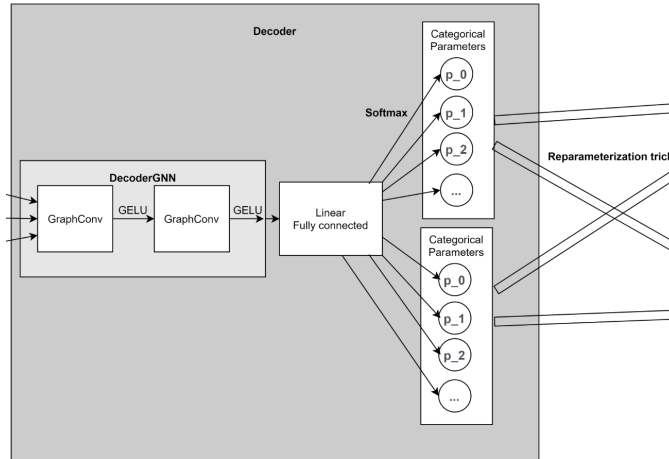 Decoder
Categorical
Parameters
p_0
p_1
p_2
...
Softmax
Reparameterization trick
DecoderGNN
GraphConv
GELU
GraphConv
GELU
Linear
Fully connected
Categorical
Parameters
p_0
p_1
p_2
...